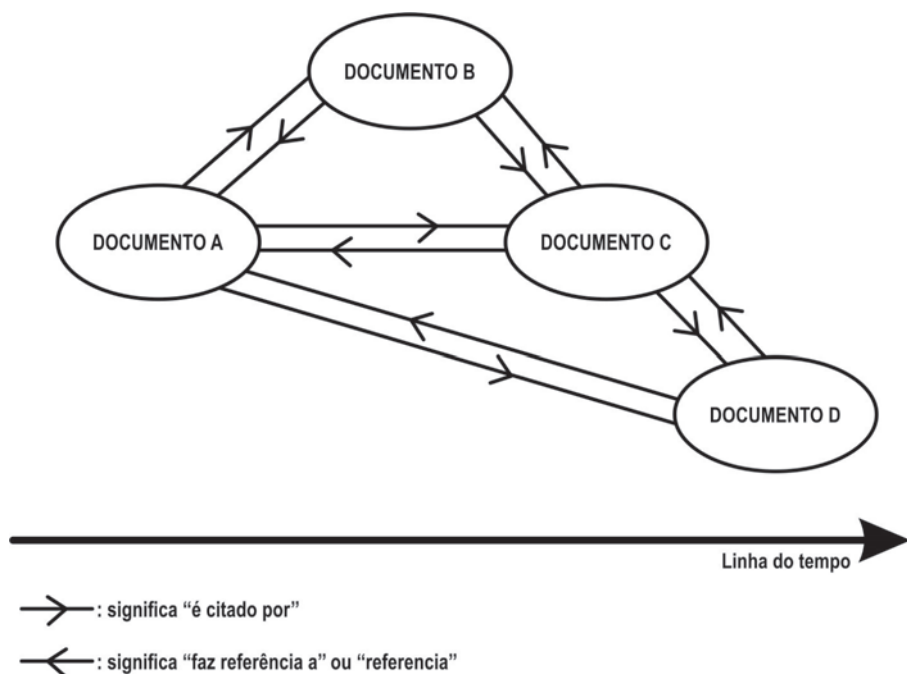 DOCUMENTO B
DOCUMENTO A
DOCUMENTO C
DOCUMENTO D
Linha do tempo
: significa “é citado por”
: significa “faz referência a” ou “referencia”